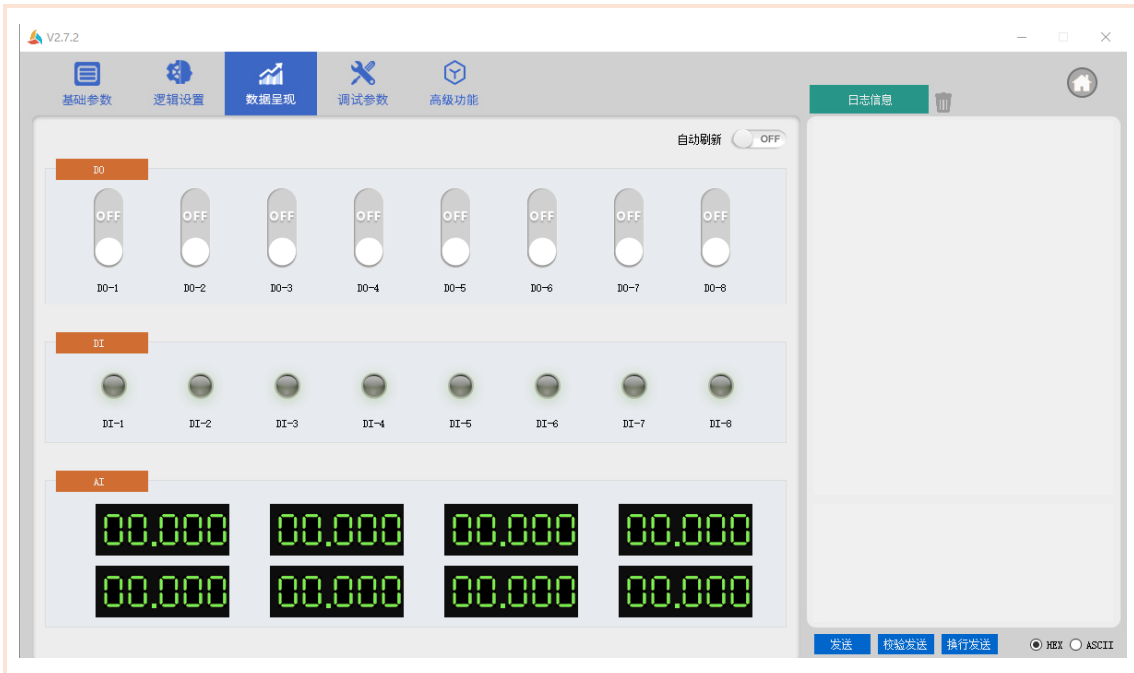 V2.7.2
基础参数 逻辑设置 数据呈现 调试参数 高级功能
日志信息
自动刷新 OFF
DO
OFF OFF OFF OFF OFF OFF OFF OFF
DO-1 DO-2 DO-3 DO-4 DO-5 DO-6 DO-7 DO-8
DI
DI-1 DI-2 DI-3 DI-4 DI-5 DI-6 DI-7 DI-8
AI
00.000 00.000 00.000 00.000
00.000 00.000 00.000 00.000
发送 校验发送 换行发送 HEX ASCII